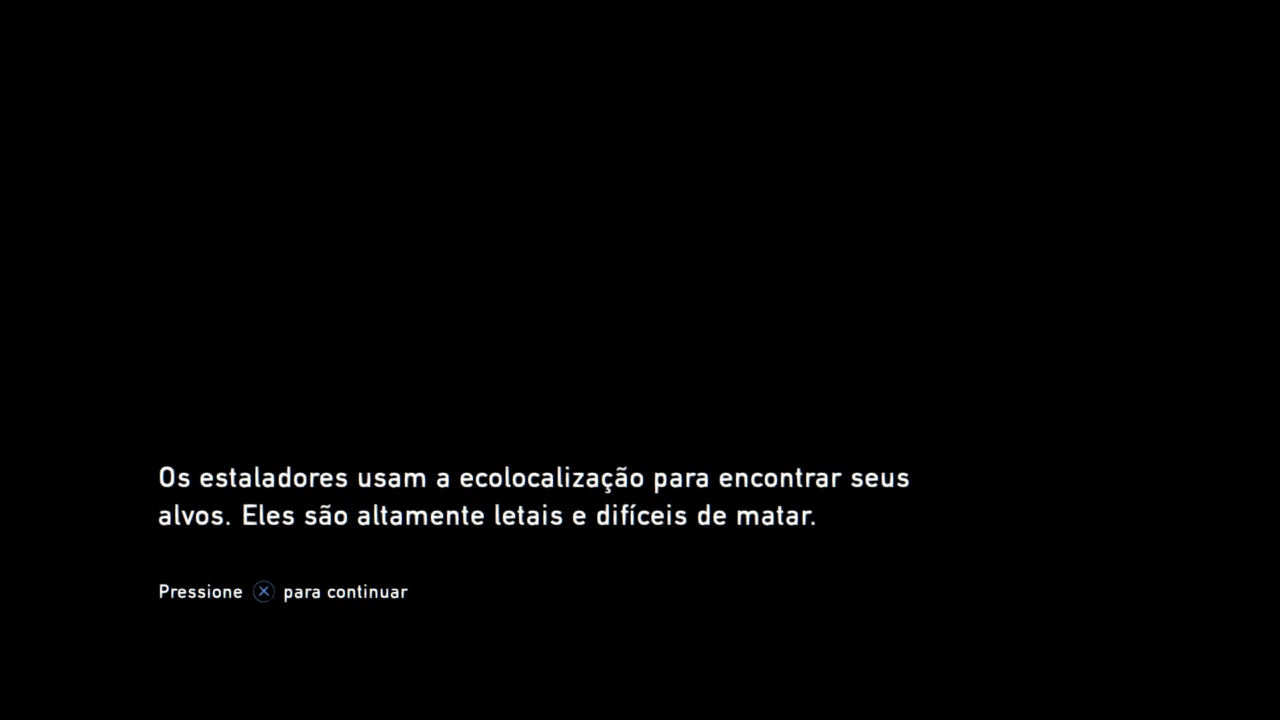 Os estaladores usam a ecolocalização para encontrar seus
alvos. Eles são altamente letais e difíceis de matar.
Pressione ⓧ para continuar